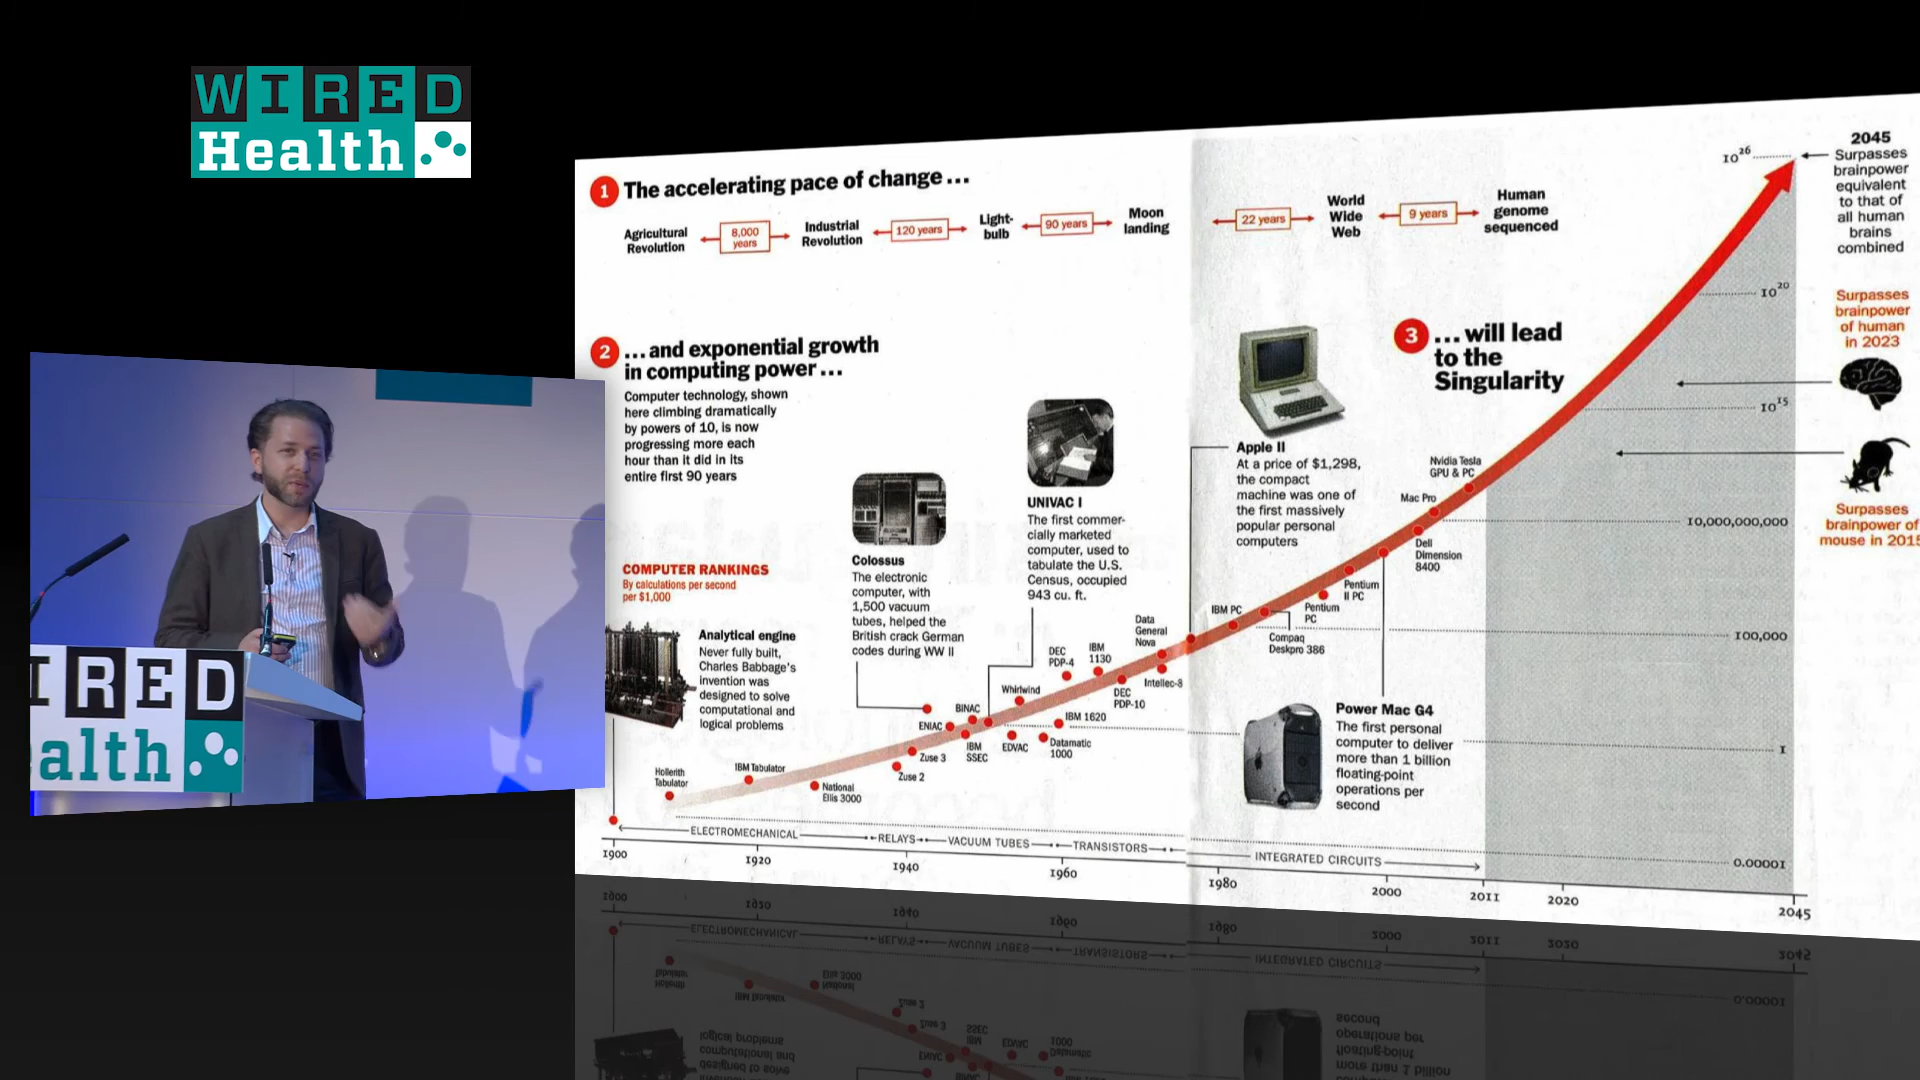 WIRED
Health
IRED
ealth
1 The accelerating pace of change ...
Agricultural
Revolution
8,000
years
Industrial
Revolution
120 years
Light-
bulb
90 years
Moon
landing
22 years
World
Wide
Web
9 years
Human
genome
sequenced
2 ... and exponential growth
in computing power ...
Computer technology, shown
here climbing dramatically
by powers of 10, is now
progressing more each
hour than it did in its
entire first 90 years
COMPUTER RANKINGS
By calculations per second
per $1,000
Analytical engine
Never fully built,
Charles Babbage's
invention was
designed to solve
computational and
logical problems
Colossus
The electronic
computer, with
1,500 vacuum
tubes, helped the
British crack German
codes during WW II
UNIVAC I
The first commer-
cially marketed
computer, used to
tabulate the U.S.
Census, occupied
943 cu. ft.
Apple II
At a price of $1,298,
the compact
machine was one of
the first massively
popular personal
computers
Power Mac G4
The first personal
computer to deliver
more than 1 billion
floating-point
operations per
second
3 ... will lead
to the
Singularity
Hollerith
Tabulator
IBM Tabulator
National
Ellis 3000
Zuse 2
Zuse 3
ENIAC
BINAC
IBM
SSEC
Whirlwind
EDVAC
Datamatic
1000
IBM 1620
DEC
PDP-4
IBM
1130
DEC
PDP-10
Data
General
Nova
Intellec-8
IBM PC
Compaq
Deskpro 386
Pentium
PC
Pentium
II PC
Dell
Dimension
8400
Mac Pro
Nvidia Tesla
GPU & PC
10²⁶
10²⁰
10¹⁵
10,000,000,000
100,000
1
0.00001
2045
Surpasses
brainpower
equivalent
to that of
all human
brains
combined
Surpasses
brainpower
of human
in 2023
Surpasses
brainpower of
mouse in 2015
ELECTROMECHANICAL
RELAYS
VACUUM TUBES
TRANSISTORS
INTEGRATED CIRCUITS
1900
1920
1940
1960
1980
2000
2011
2020
2045